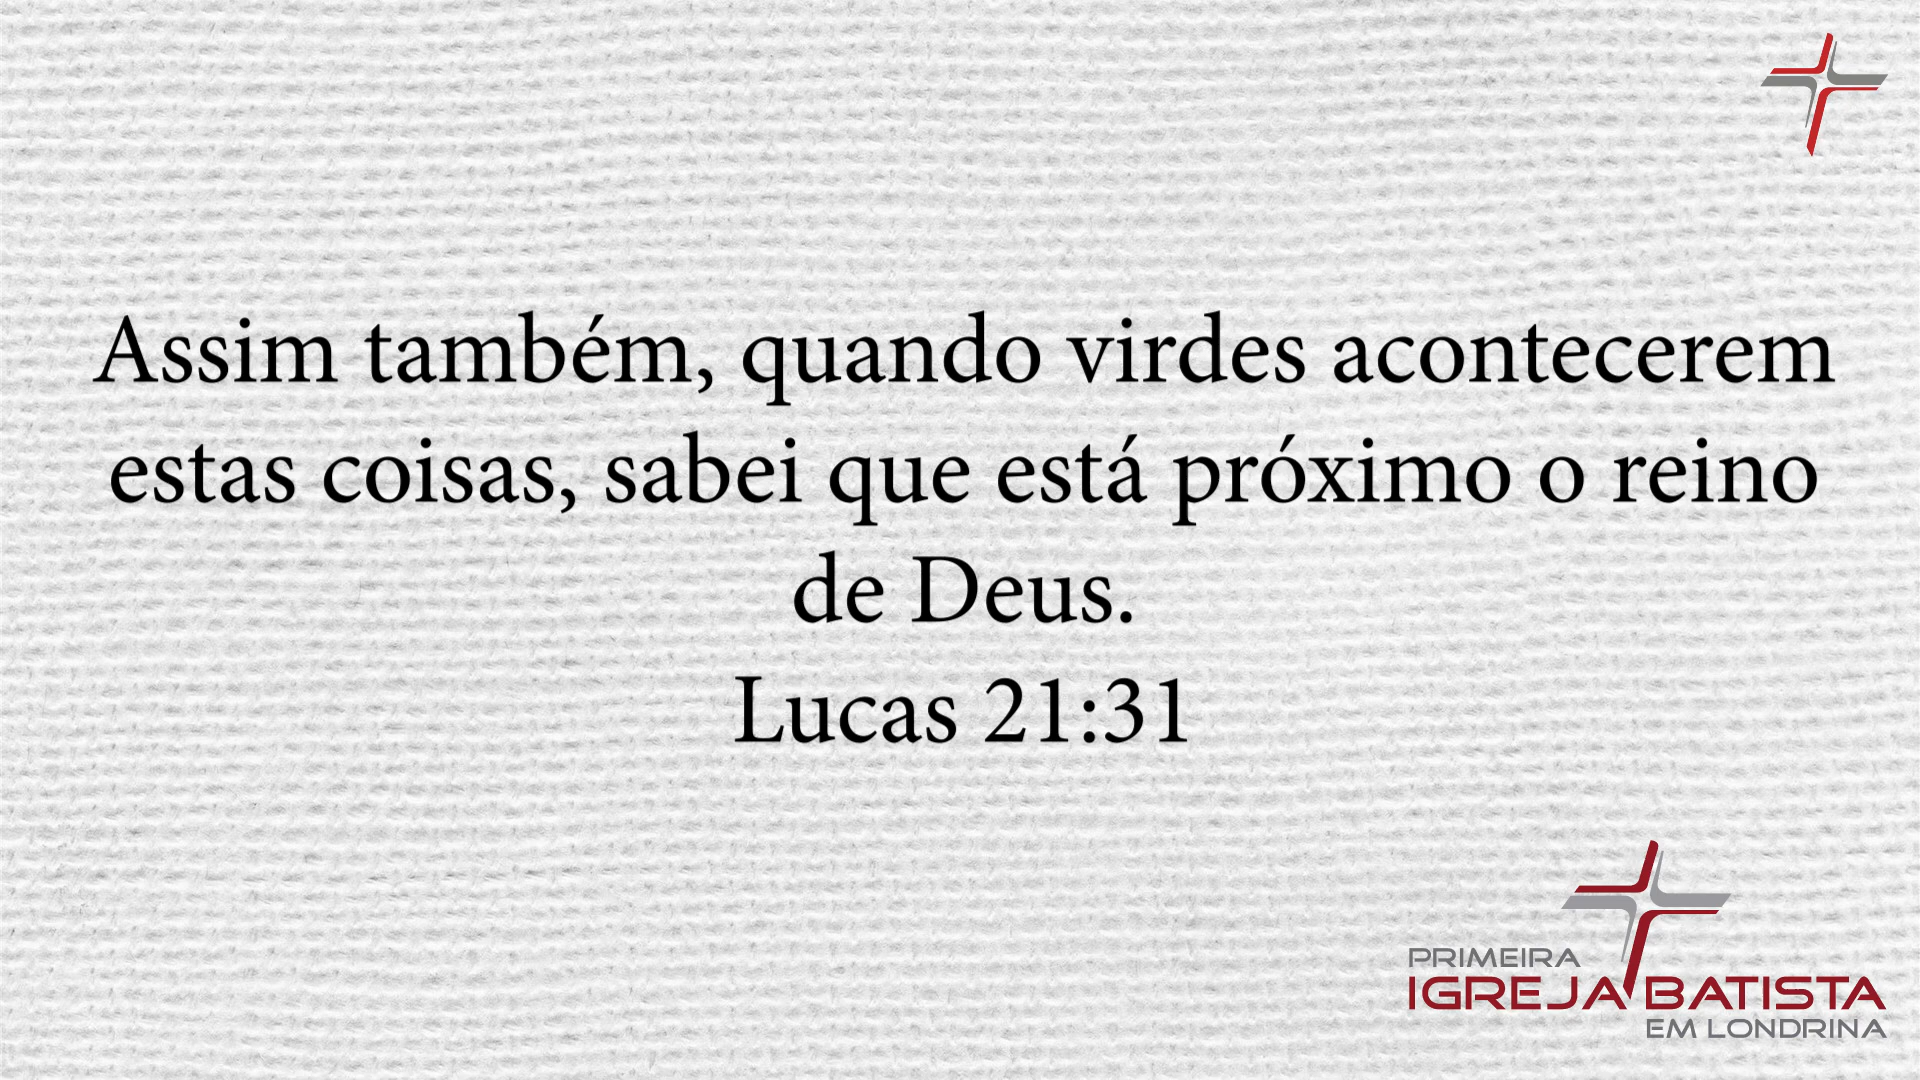 Assim também, quando virdes acontecerem
estas coisas, sabei que está próximo o reino
de Deus.
Lucas 21:31
PRIMEIRA
IGREJA BATISTA
EM LONDRINA